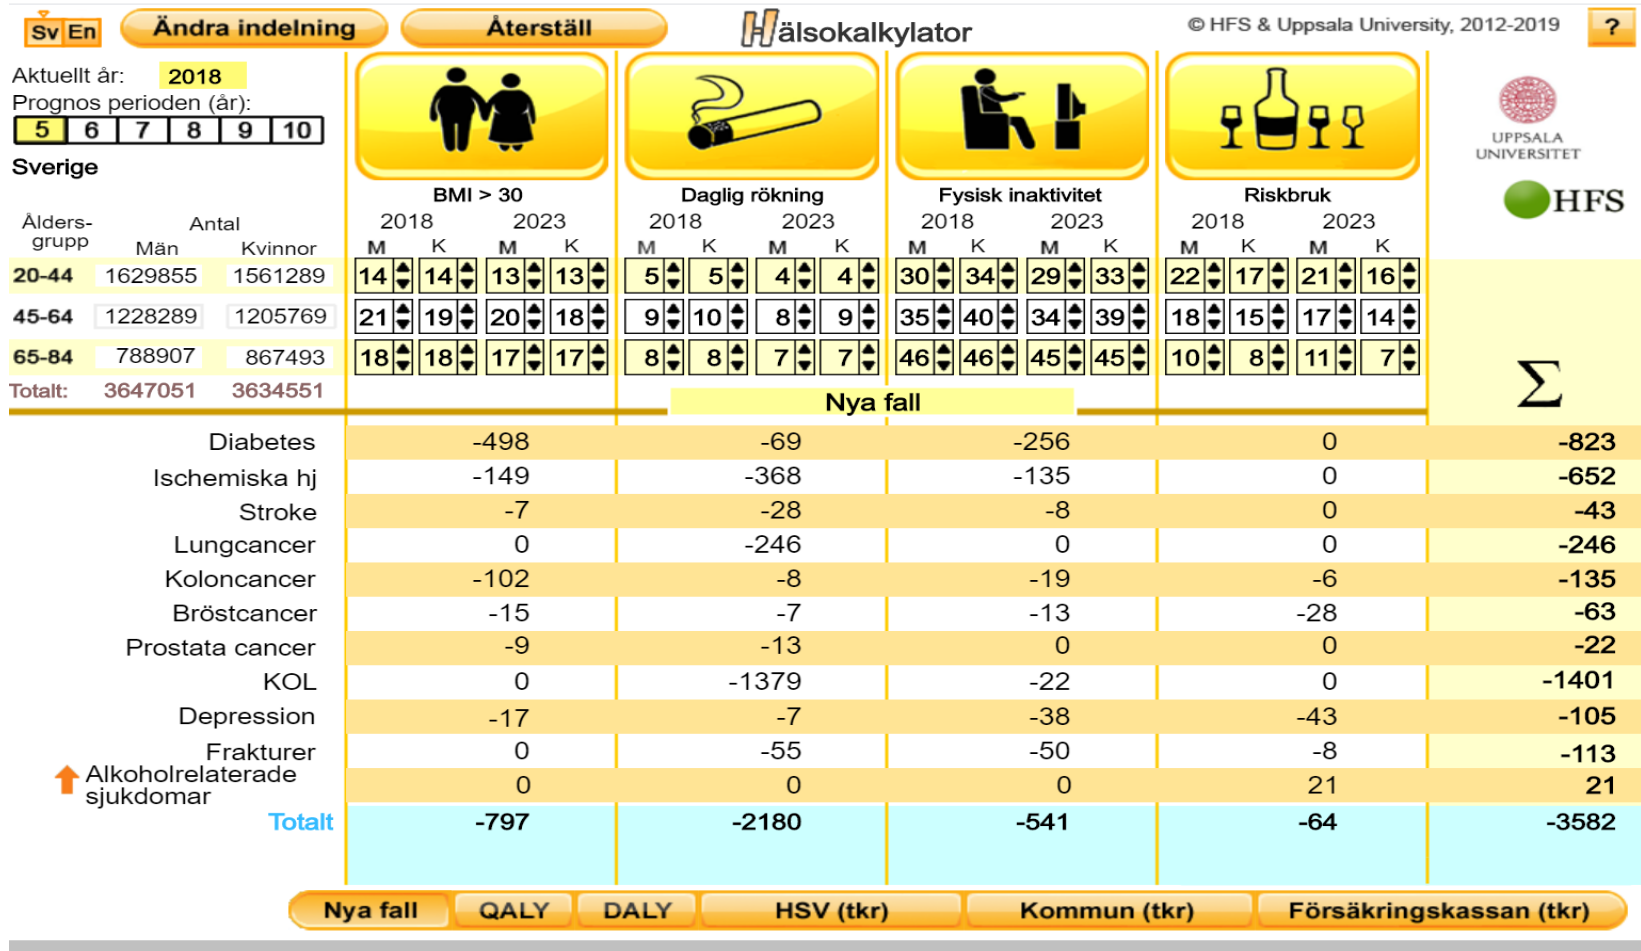 Sv En Ändra indelning Återställ Hälsokalkylator © HFS & Uppsala University, 2012-2019 ?
Aktuellt år: 2018
Prognos perioden (år):
5 6 7 8 9 10
Sverige
UPPSALA
UNIVERSITET
HFS
BMI > 30 Daglig rökning Fysisk inaktivitet Riskbruk
Ålders-
grupp
Antal
2018 2023 2018 2023 2018 2023 2018 2023
Män Kvinnor M K M K M K M K M K M K M K M K
20-44 1629855 1561289 14 14 13 13 5 5 4 4 30 34 29 33 22 17 21 16
45-64 1228289 1205769 21 19 20 18 9 10 8 9 35 40 34 39 18 15 17 14
65-84 788907 867493 18 18 17 17 8 8 7 7 46 46 45 45 10 8 11 7
Totalt: 3647051 3634551
Σ
Nya fall
Diabetes -498 -69 -256 0 -823
Ischemiska hj -149 -368 -135 0 -652
Stroke -7 -28 -8 0 -43
Lungcancer 0 -246 0 0 -246
Koloncancer -102 -8 -19 -6 -135
Bröstcancer -15 -7 -13 -28 -63
Prostata cancer -9 -13 0 0 -22
KOL 0 -1379 -22 0 -1401
Depression -17 -7 -38 -43 -105
Frakturer 0 -55 -50 -8 -113
Alkoholrelaterade
sjukdomar 0 0 0 21 21
Totalt -797 -2180 -541 -64 -3582
Nya fall QALY DALY HSV (tkr) Kommun (tkr) Försäkringskassan (tkr)